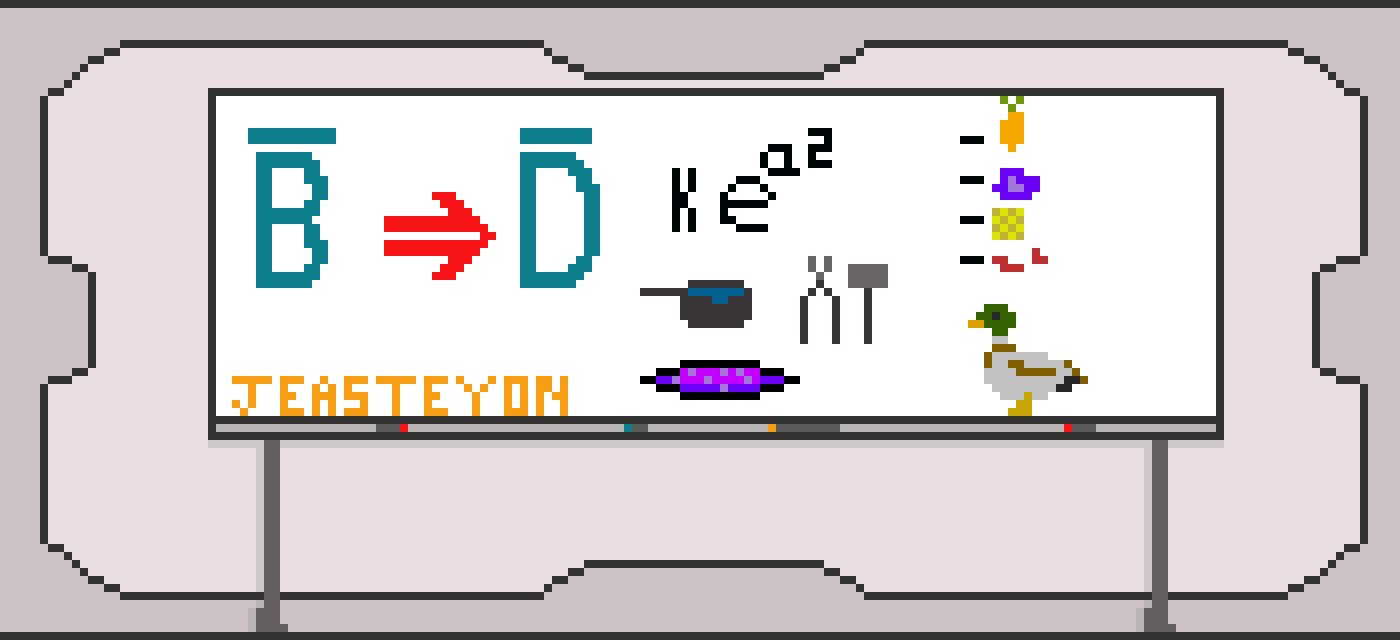 B̅ → D̅
Keᵃ²
JEASTEYON